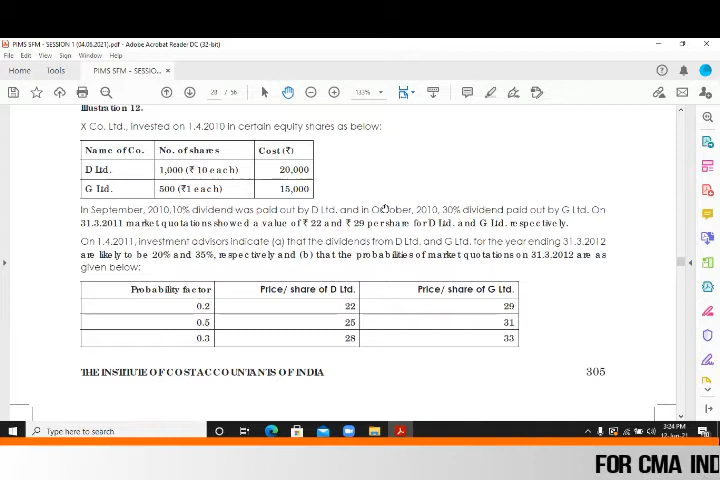 PIMS SFM - SESSION 1 (04.06.2021).pdf - Adobe Acrobat Reader DC (32-bit)
File Edit View Sign Window Help
Home Tools PIMS SFM - SESSIO... ×
28 / 56 133%
Illustration 12.
X Co. Ltd., invested on 1.4.2010 in certain equity shares as below:
Name of Co. No. of shares Cost (₹)
D Ltd. 1,000 (₹ 10 each) 20,000
G Ltd. 500 (₹1 each) 15,000
In September, 2010,10% dividend was paid out by D Ltd. and in October, 2010, 30% dividend paid out by G Ltd. On
31.3.2011 market quotations showed a value of ₹ 22 and ₹ 29 per share for D Ltd. and G Ltd. respectively.
On 1.4.2011, investment advisors indicate (a) that the dividends from D Ltd. and G Ltd. for the year ending 31.3.2012
are likely to be 20% and 35%, respectively and (b) that the probabilities of market quotations on 31.3.2012 are as
given below:
Probability factor Price/ share of D Ltd. Price/ share of G Ltd.
0.2 22 29
0.5 25 31
0.3 28 33
THE INSTITUTE OF COST ACCOUNTANTS OF INDIA 305
Type here to search
3:24 PM
FOR CMA IND